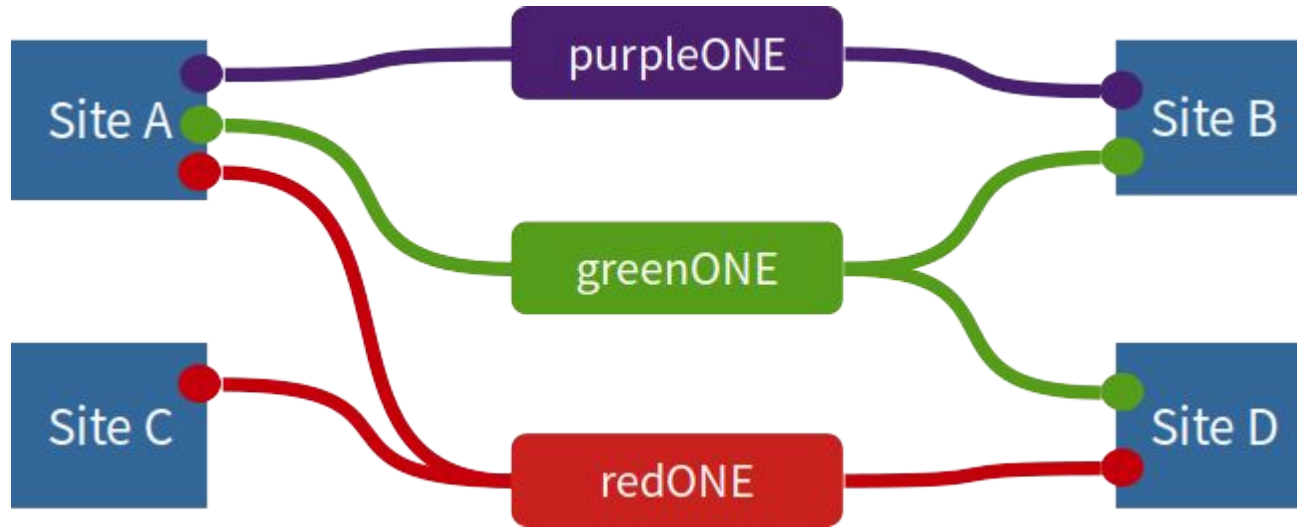 purpleONE
Site A
Site B
greenONE
Site C
Site D
redONE